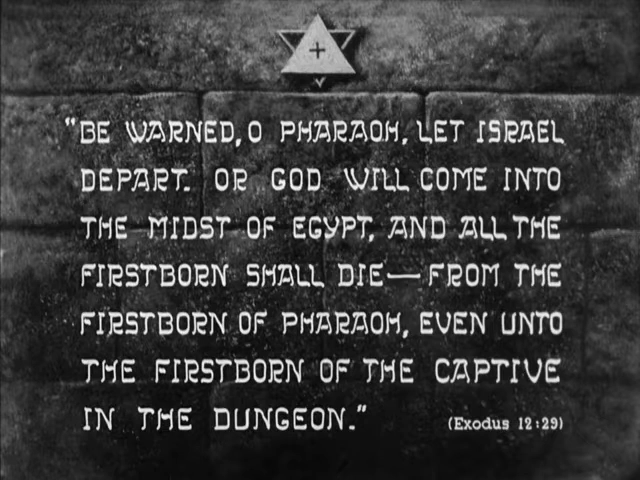 "BE WARNED, O PHARAOH, LET ISRAEL
DEPART. OR GOD WILL COME INTO
THE MIDST OF EGYPT, AND ALL THE
FIRSTBORN SHALL DIE—FROM THE
FIRSTBORN OF PHARAOH, EVEN UNTO
THE FIRSTBORN OF THE CAPTIVE
IN THE DUNGEON."
(Exodus 12:29)